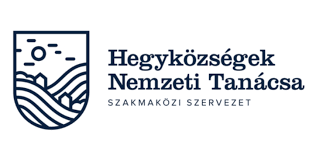 Hegyközségek
Nemzeti Tanácsa
SZAKMAKÖZI SZERVEZET